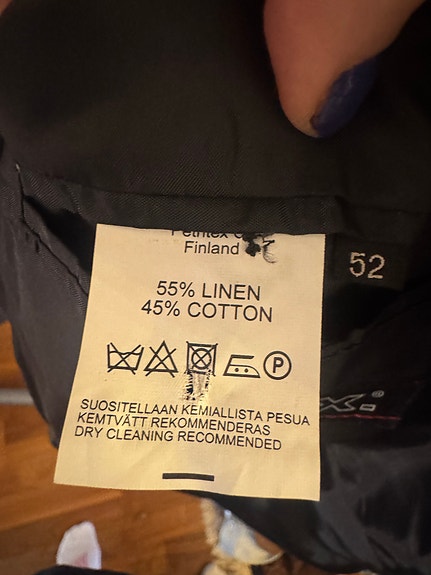 Finland
52
55% LINEN
45% COTTON
P
SUOSITELLAAN KEMIALLISTA PESUA
KEMTVÄTT REKOMMENDERAS
DRY CLEANING RECOMMENDED